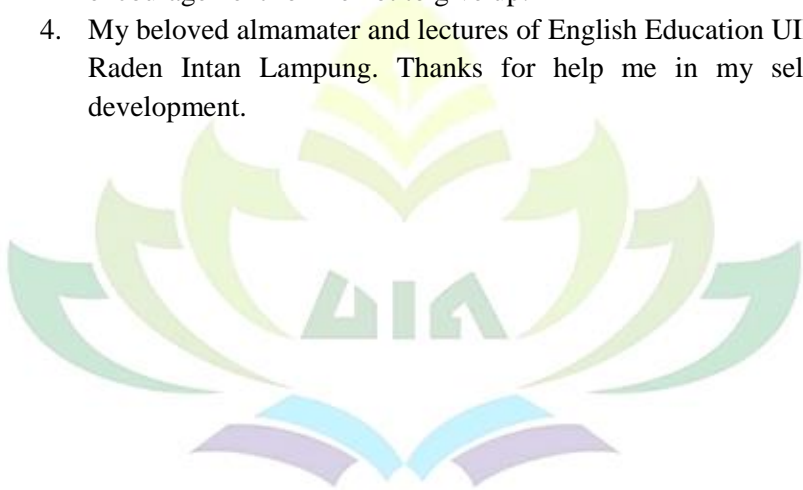 4. My beloved almamater and lectures of English Education UI
Raden Intan Lampung. Thanks for help me in my sel
development.
UIN